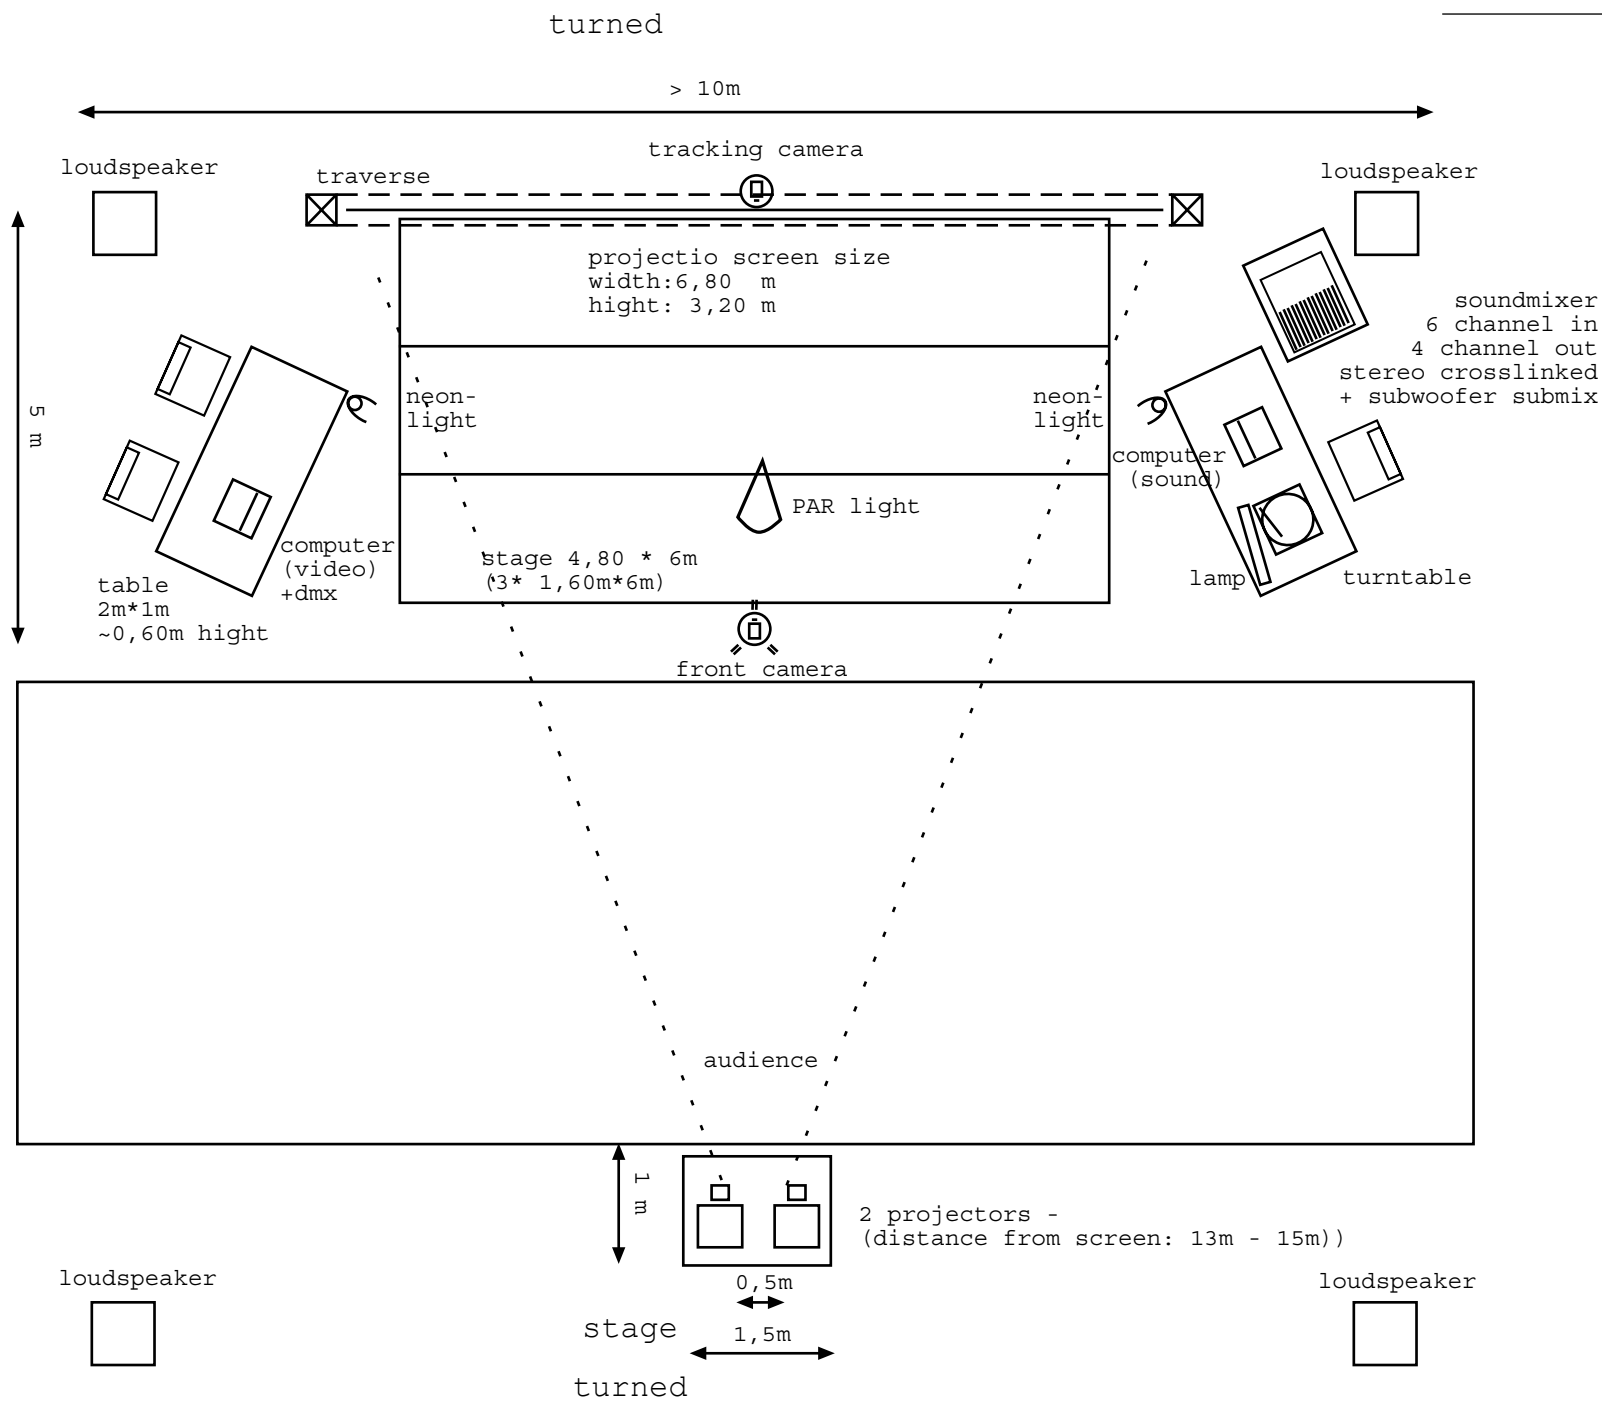 turned
> 10m
tracking camera
loudspeaker
traverse
loudspeaker
projectio screen size
width:6,80  m
hight: 3,20 m
soundmixer
6 channel in
4 channel out
stereo crosslinked
+ subwoofer submix
5 m
neon-
light
neon-
light
computer
(sound)
PAR light
computer
(video)
+dmx
stage 4,80 * 6m
(3* 1,60m*6m)
lamp
turntable
table
2m*1m
~0,60m hight
front camera
audience
1 m
2 projectors -
(distance from screen: 13m - 15m))
loudspeaker
0,5m
loudspeaker
stage
1,5m
turned